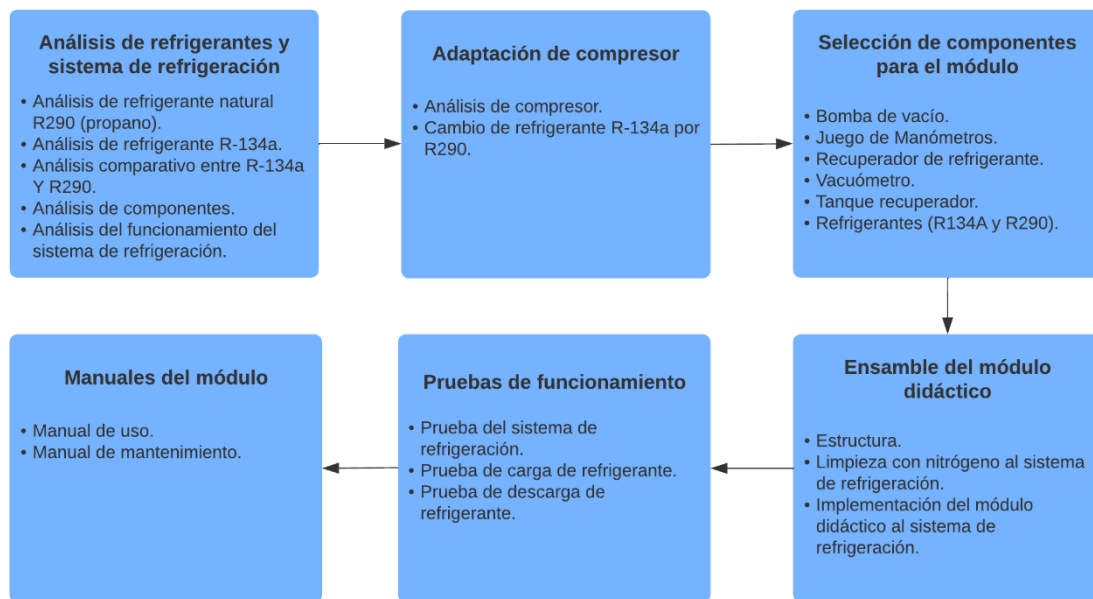 Análisis de refrigerantes y
sistema de refrigeración
• Análisis de refrigerante natural
R290 (propano).
• Análisis de refrigerante R-134a.
• Análisis comparativo entre R-134a
Y R290.
• Análisis de componentes.
• Análisis del funcionamiento del
sistema de refrigeración.
Adaptación de compresor
• Análisis de compresor.
• Cambio de refrigerante R-134a por
R290.
Selección de componentes
para el módulo
• Bomba de vacío.
• Juego de Manómetros.
• Recuperador de refrigerante.
• Vacuómetro.
• Tanque recuperador.
• Refrigerantes (R134A y R290).
Ensamble del módulo
didáctico
• Estructura.
• Limpieza con nitrógeno al sistema
de refrigeración.
• Implementación del módulo
didáctico al sistema de
refrigeración.
Pruebas de funcionamiento
• Prueba del sistema de
refrigeración.
• Prueba de carga de refrigerante.
• Prueba de descarga de
refrigerante.
Manuales del módulo
• Manual de uso.
• Manual de mantenimiento.